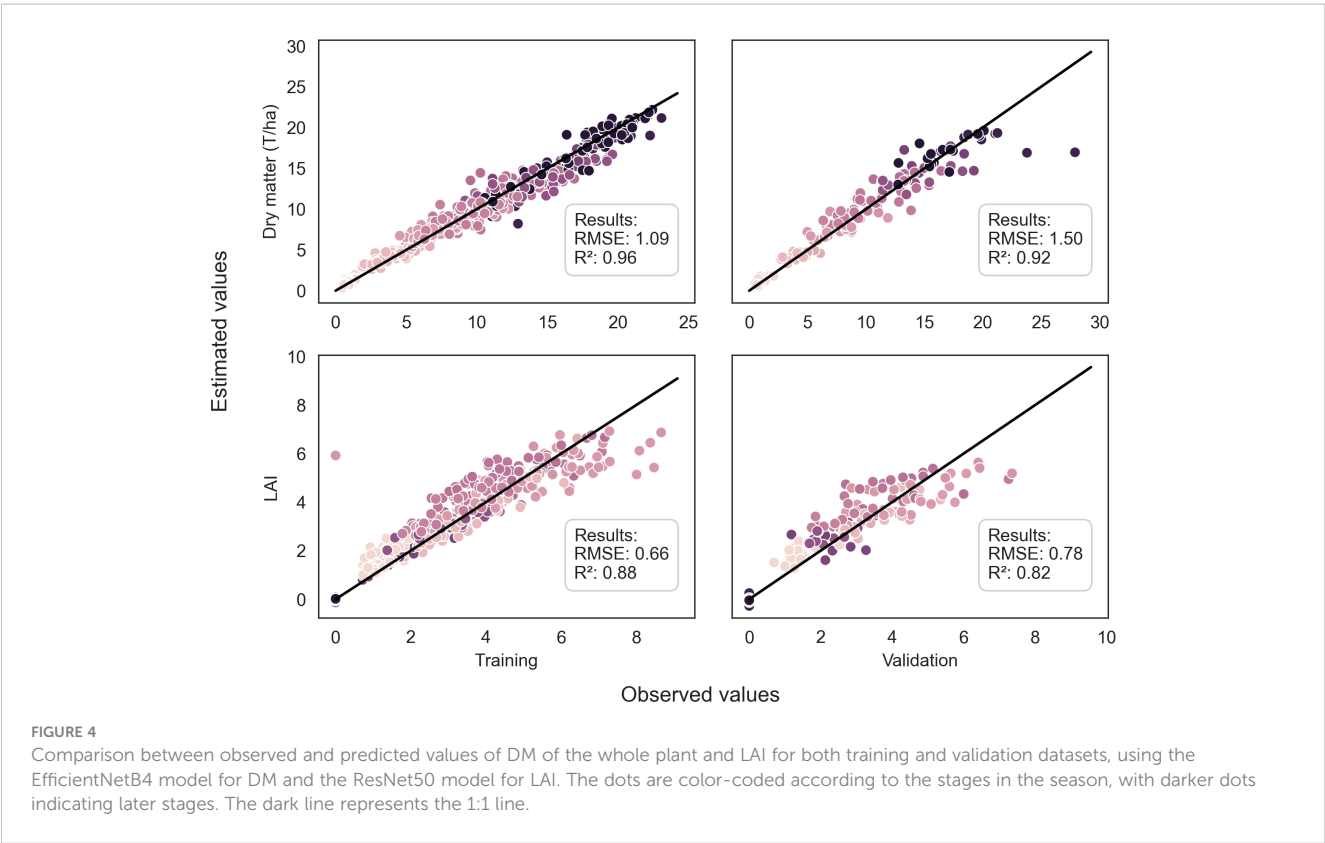 Estimated values
Dry matter (T/ha)
30
25
20
15
10
5
0
Results:
RMSE: 1.09
R²: 0.96
0 5 10 15 20 25
Results:
RMSE: 1.50
R²: 0.92
0 5 10 15 20 25 30
LAI
10
8
6
4
2
0
Results:
RMSE: 0.66
R²: 0.88
0 2 4 6 8
Training
Results:
RMSE: 0.78
R²: 0.82
0 2 4 6 8 10
Validation
Observed values
FIGURE 4
Comparison between observed and predicted values of DM of the whole plant and LAI for both training and validation datasets, using the
EfficientNetB4 model for DM and the ResNet50 model for LAI. The dots are color-coded according to the stages in the season, with darker dots
indicating later stages. The dark line represents the 1:1 line.